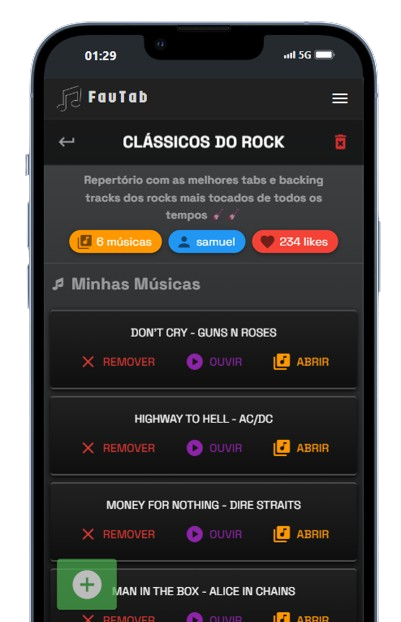 01:29
5G
FauTab
CLÁSSICOS DO ROCK
Repertório com as melhores tabs e backing
tracks dos rocks mais tocados de todos os
tempos
6 músicas samuel 234 likes
Minhas Músicas
DON'T CRY - GUNS N ROSES
REMOVER OUVIR ABRIR
HIGHWAY TO HELL - AC/DC
REMOVER OUVIR ABRIR
MONEY FOR NOTHING - DIRE STRAITS
REMOVER OUVIR ABRIR
MAN IN THE BOX - ALICE IN CHAINS
REMOVER OUVIR ABRIR